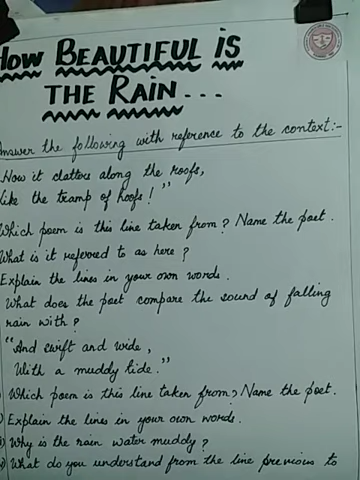 How BEAUTIFUL is
THE RAIN...
Answer the following with reference to the context:-
How it clatters along the roofs,
like the tramp of hoofs!”
Which poem is this line taken from? Name the poet.
What is it referred to as here?
Explain the lines in your own words.
What does the poet compare the sound of falling
rain with?
“And swift and wide,
With a muddy tide.”
Which poem is this line taken from? Name the poet.
Explain the lines in your own words.
Why is the rain water muddy?
What do you understand from the line previous to